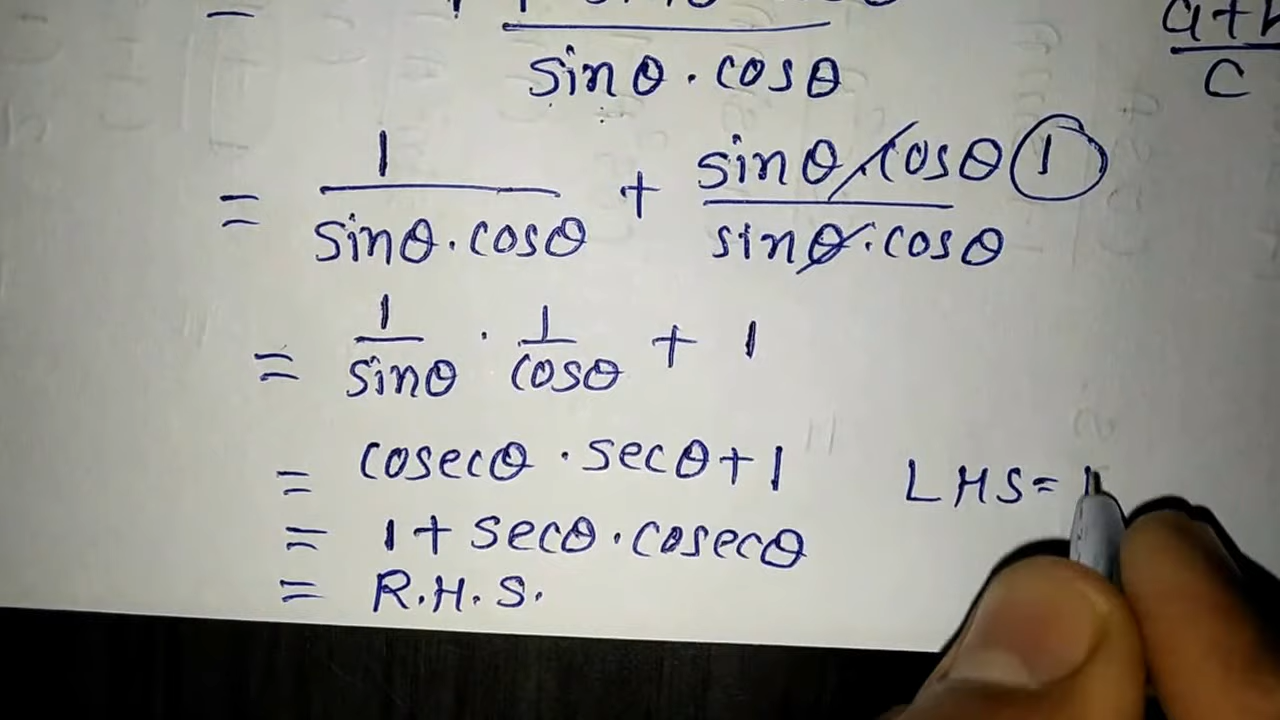 =
sinθ · cosθ
a+b
c
= 1/(sinθ · cosθ) + (sinθ · cosθ)/(sinθ · cosθ) 1
= 1/sinθ · 1/cosθ + 1
= cosecθ · secθ + 1
LHS =
= 1 + secθ · cosecθ
= R.H.S.